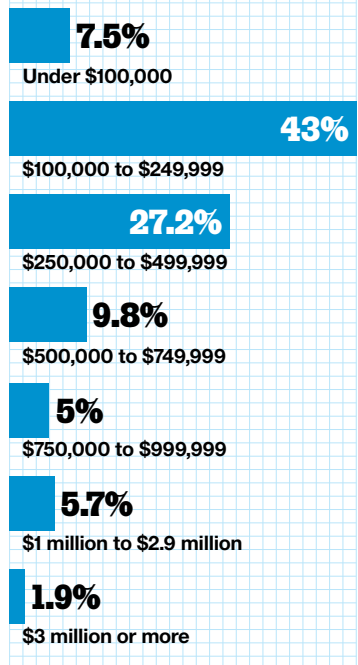 7.5%
Under $100,000
43%
$100,000 to $249,999
27.2%
$250,000 to $499,999
9.8%
$500,000 to $749,999
5%
$750,000 to $999,999
5.7%
$1 million to $2.9 million
1.9%
$3 million or more